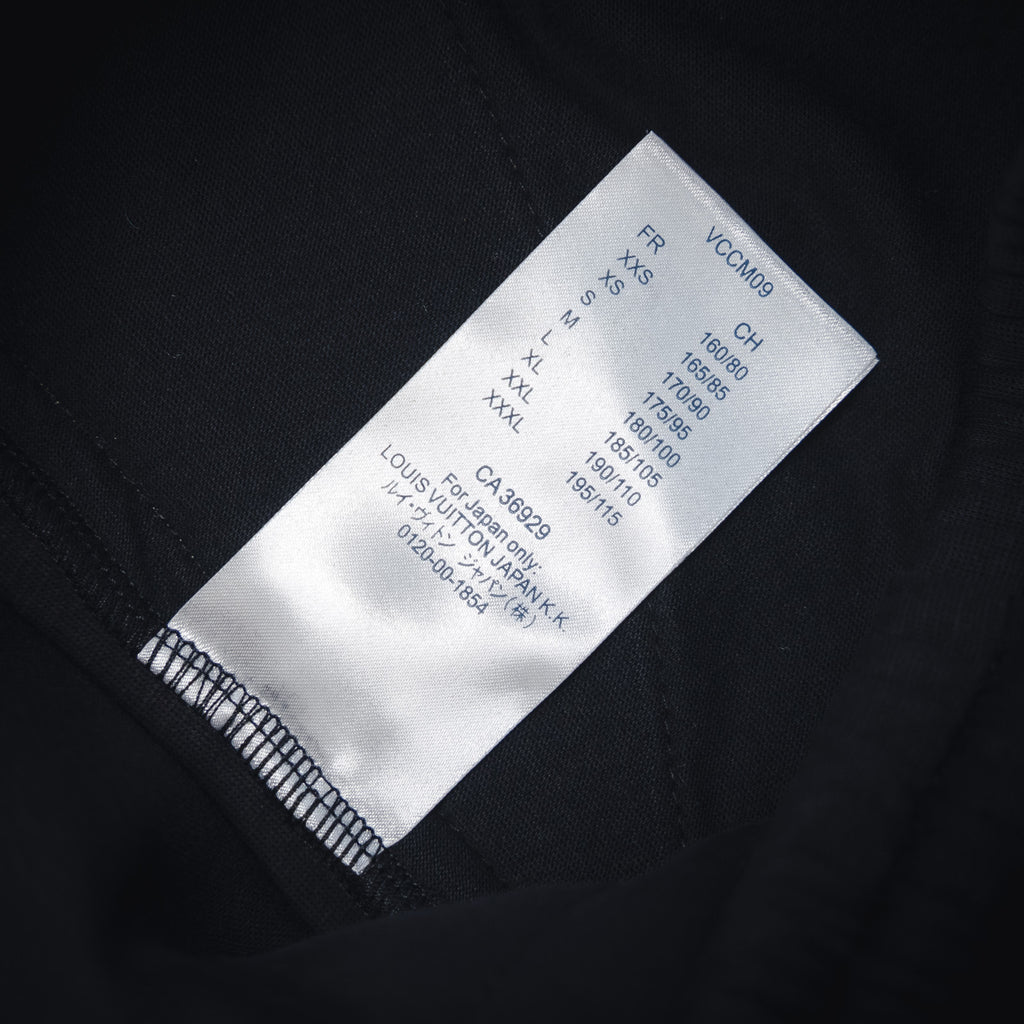 VCCM09
FR CH
XXS 160/80
XS 165/85
S 170/90
M 175/95
L 180/100
XL 185/105
XXL 190/110
XXXL 195/115
CA 36929
For Japan only:
LOUIS VUITTON JAPAN K.K.
ルイ・ヴィトン ジャパン(株)
0120-00-1854